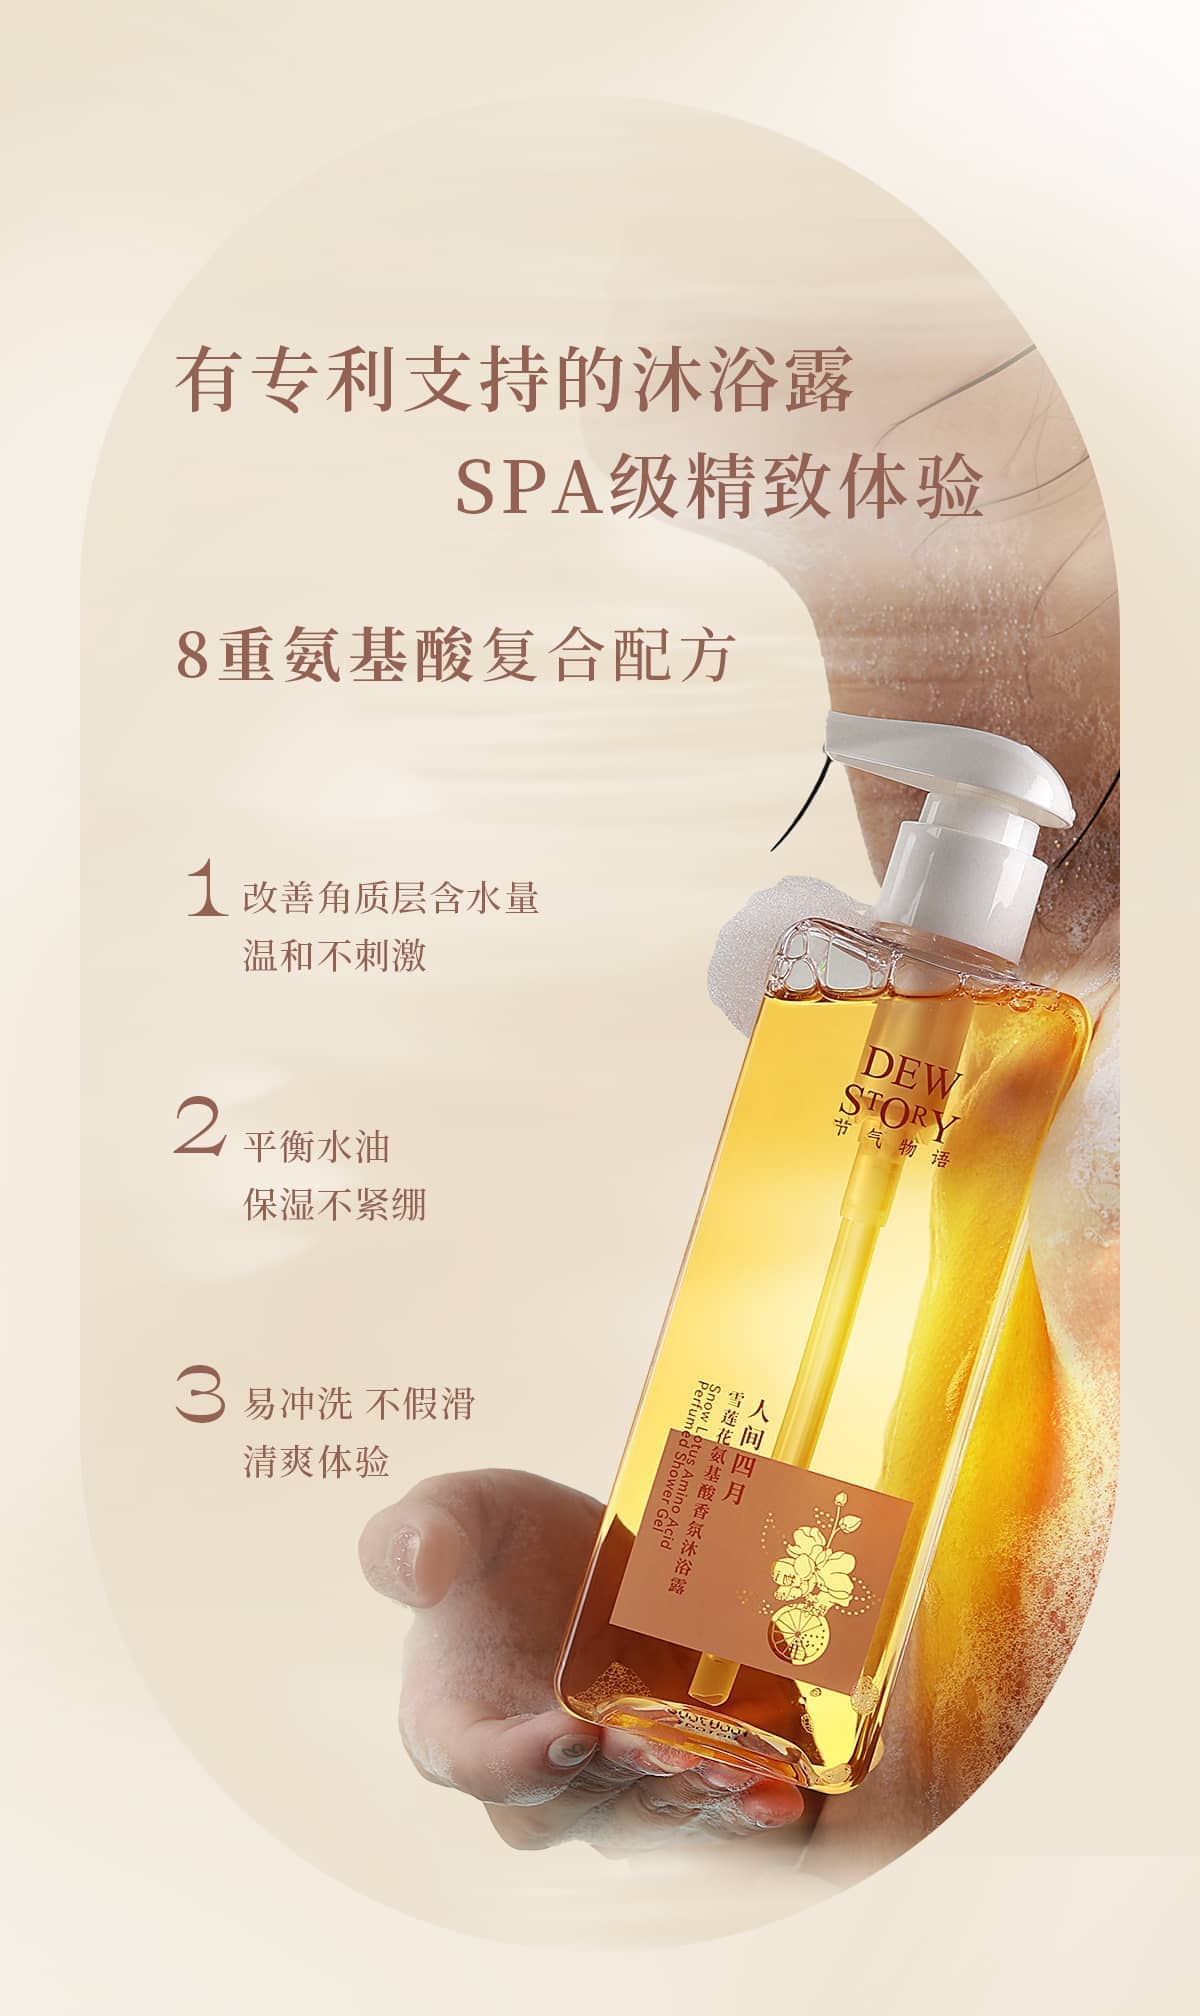 有专利支持的沐浴露
SPA级精致体验
8重氨基酸复合配方
1 改善角质层含水量
温和不刺激
2 平衡水油
保湿不紧绷
3 易冲洗 不假滑
清爽体验
DEW
STORY
节气物语
人间四月
雪莲花氨基酸香氛沐浴露
Snow Lotus Amino Acid
Perfumed Shower Gel